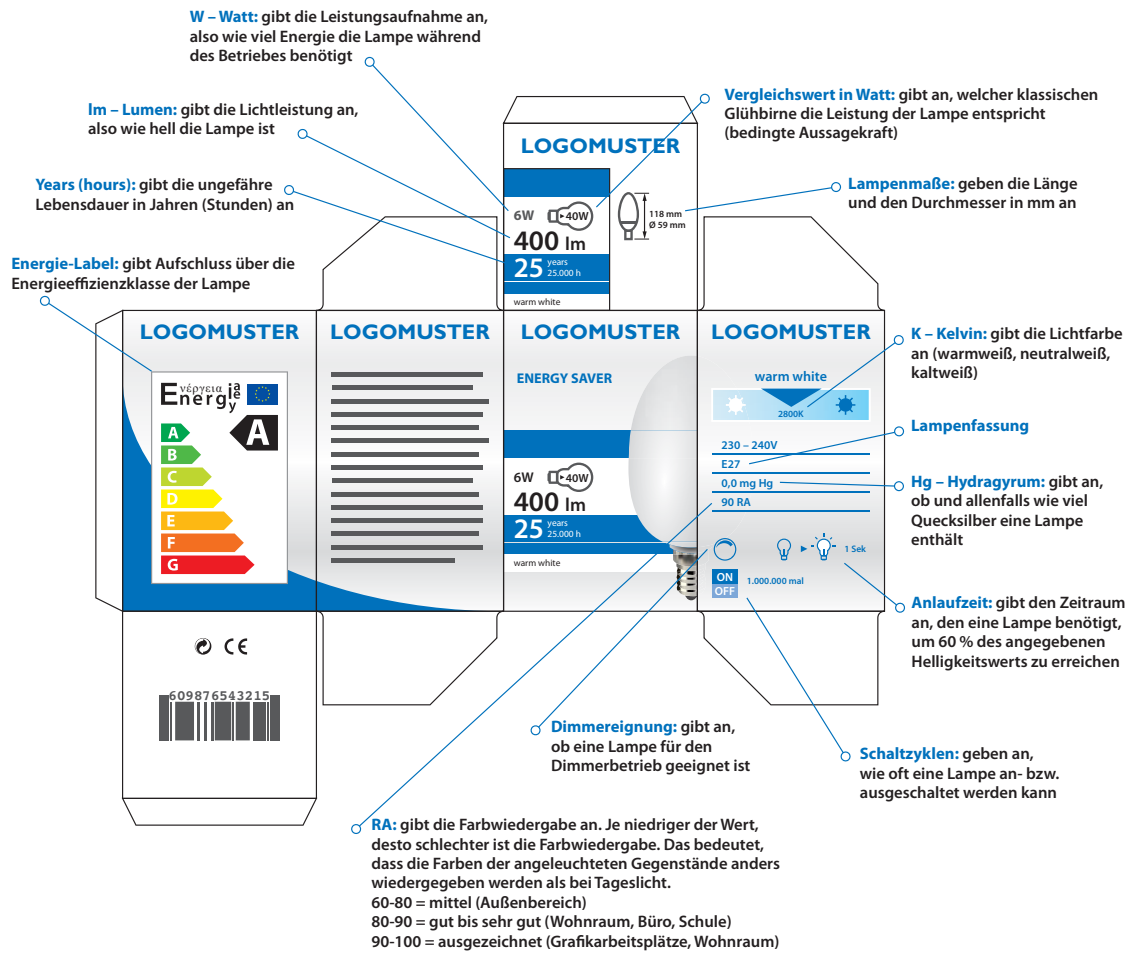 W – Watt: gibt die Leistungsaufnahme an,
also wie viel Energie die Lampe während
des Betriebes benötigt
lm – Lumen: gibt die Lichtleistung an,
also wie hell die Lampe ist
Years (hours): gibt die ungefähre
Lebensdauer in Jahren (Stunden) an
Energie-Label: gibt Aufschluss über die
Energieeffizienzklasse der Lampe
Vergleichswert in Watt: gibt an, welcher klassischen
Glühbirne die Leistung der Lampe entspricht
(bedingte Aussagekraft)
Lampenmaße: geben die Länge
und den Durchmesser in mm an
LOGOMUSTER
6W
40W
400 lm
25 years
25.000 h
warm white
118 mm
Ø 59 mm
LOGOMUSTER
Energ
ενέργεια
ia
ie
y
A
A
B
C
D
E
F
G
LOGOMUSTER
LOGOMUSTER
ENERGY SAVER
6W
40W
400 lm
25 years
25.000 h
warm white
LOGOMUSTER
warm white
2800K
230 – 240V
E27
0,0 mg Hg
90 RA
1 Sek
ON
OFF
1.000.000 mal
K – Kelvin: gibt die Lichtfarbe
an (warmweiß, neutralweiß,
kaltweiß)
Lampenfassung
Hg – Hydragyrum: gibt an,
ob und allenfalls wie viel
Quecksilber eine Lampe
enthält
Anlaufzeit: gibt den Zeitraum
an, den eine Lampe benötigt,
um 60 % des angegebenen
Helligkeitswerts zu erreichen
CE
609876543215
Dimmereignung: gibt an,
ob eine Lampe für den
Dimmerbetrieb geeignet ist
Schaltzyklen: geben an,
wie oft eine Lampe an- bzw.
ausgeschaltet werden kann
RA: gibt die Farbwiedergabe an. Je niedriger der Wert,
desto schlechter ist die Farbwiedergabe. Das bedeutet,
dass die Farben der angeleuchteten Gegenstände anders
wiedergegeben werden als bei Tageslicht.
60-80 = mittel (Außenbereich)
80-90 = gut bis sehr gut (Wohnraum, Büro, Schule)
90-100 = ausgezeichnet (Grafikarbeitsplätze, Wohnraum)